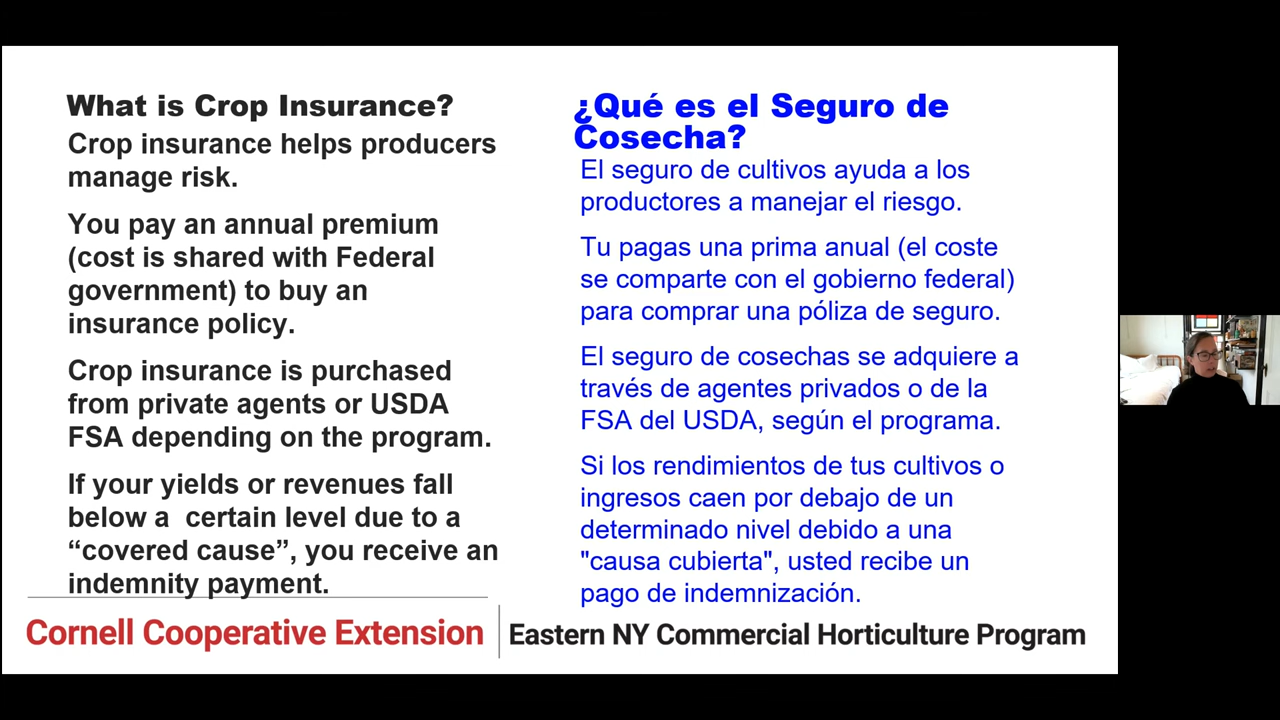 What is Crop Insurance?
Crop insurance helps producers
manage risk.
You pay an annual premium
(cost is shared with Federal
government) to buy an
insurance policy.
Crop insurance is purchased
from private agents or USDA
FSA depending on the program.
If your yields or revenues fall
below a  certain level due to a
“covered cause”, you receive an
indemnity payment.
¿Qué es el Seguro de
Cosecha?
El seguro de cultivos ayuda a los
productores a manejar el riesgo.
Tu pagas una prima anual (el coste
se comparte con el gobierno federal)
para comprar una póliza de seguro.
El seguro de cosechas se adquiere a
través de agentes privados o de la
FSA del USDA, según el programa.
Si los rendimientos de tus cultivos o
ingresos caen por debajo de un
determinado nivel debido a una
"causa cubierta", usted recibe un
pago de indemnización.
Cornell Cooperative Extension
Eastern NY Commercial Horticulture Program